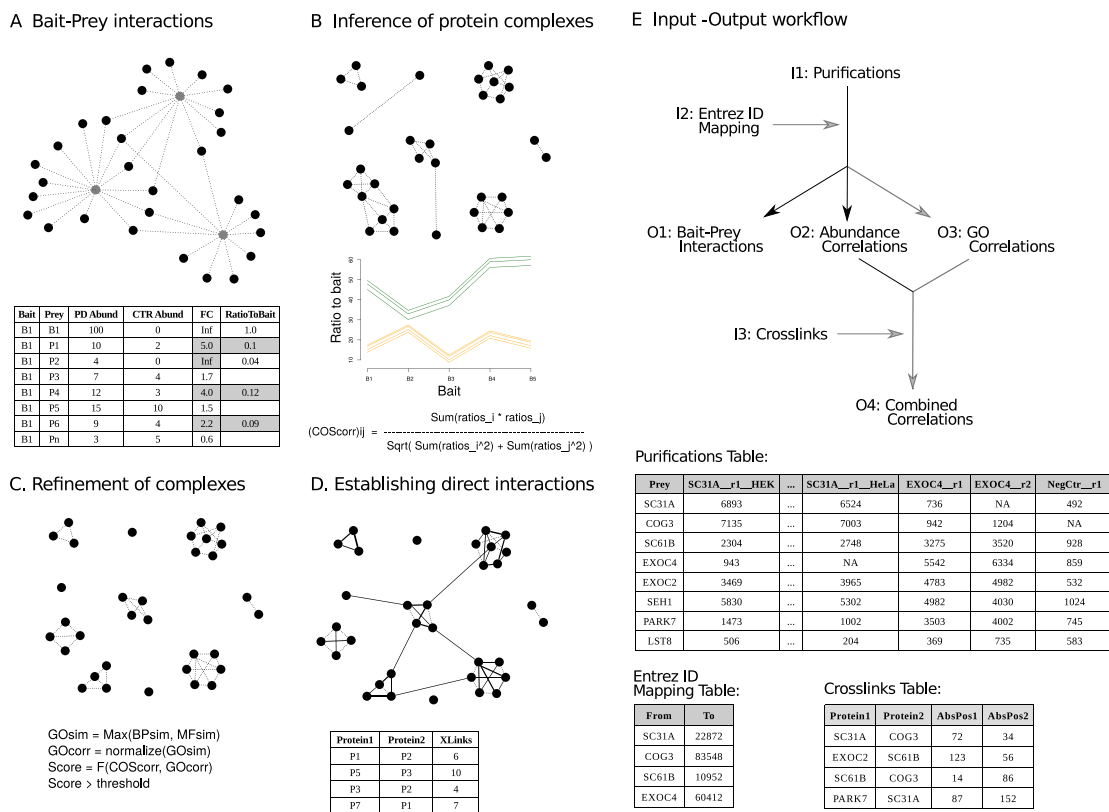 A Bait-Prey interactions
Bait Prey PD Abund CTR Abund FC RatioToBait
B1 B1 100 0 Inf 1.0
B1 P1 10 2 5.0 0.1
B1 P2 4 0 Inf 0.04
B1 P3 7 4 1.7
B1 P4 12 3 4.0 0.12
B1 P5 15 10 1.5
B1 P6 9 4 2.2 0.09
B1 Pn 3 5 0.6
B Inference of protein complexes
Ratio to bait
60
50
40
30
20
10
B1 B2 B3 B4 B5
Bait
Sum(ratios_i * ratios_j)
(COScorr)ij = ------------------------------------------
Sqrt( Sum(ratios_i^2) + Sum(ratios_j^2) )
C. Refinement of complexes
GOsim = Max(BPsim, MFsim)
GOcorr = normalize(GOsim)
Score = F(COScorr, GOcorr)
Score > threshold
D. Establishing direct interactions
Protein1 Protein2 XLinks
P1 P2 6
P5 P3 10
P3 P2 4
P7 P1 7
E Input -Output workflow
I1: Purifications
I2: Entrez ID
Mapping
O1: Bait-Prey
Interactions
O2: Abundance
Correlations
O3: GO
Correlations
I3: Crosslinks
O4: Combined
Correlations
Purifications Table:
Prey SC31A__r1__HEK ... SC31A__r1__HeLa EXOC4__r1 EXOC4__r2 NegCtr__r1
SC31A 6893 ... 6524 736 NA 492
COG3 7135 ... 7003 942 1204 NA
SC61B 2304 ... 2748 3275 3520 928
EXOC4 943 ... NA 5542 6334 859
EXOC2 3469 ... 3965 4783 4982 532
SEH1 5830 ... 5302 4982 4030 1024
PARK7 1473 ... 1002 3503 4002 745
LST8 506 ... 204 369 735 583
Entrez ID
Mapping Table:
From To
SC31A 22872
COG3 83548
SC61B 10952
EXOC4 60412
Crosslinks Table:
Protein1 Protein2 AbsPos1 AbsPos2
SC31A COG3 72 34
EXOC2 SC61B 123 56
SC61B COG3 14 86
PARK7 SC31A 87 152